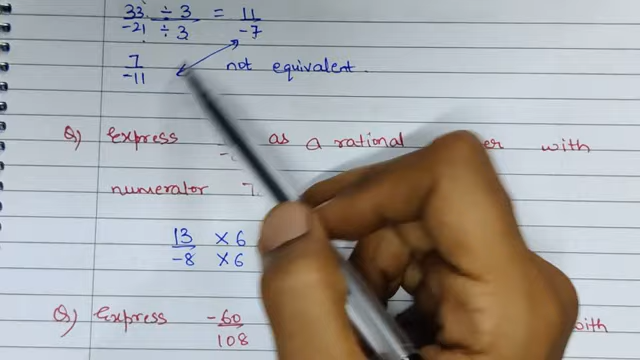 33 ÷ 3 = 11
-21 ÷ 3 -7
7
-11 not equivalent.
Q) Express as a rational with
numerator
13 × 6
-8 × 6
Q) Express -60
108